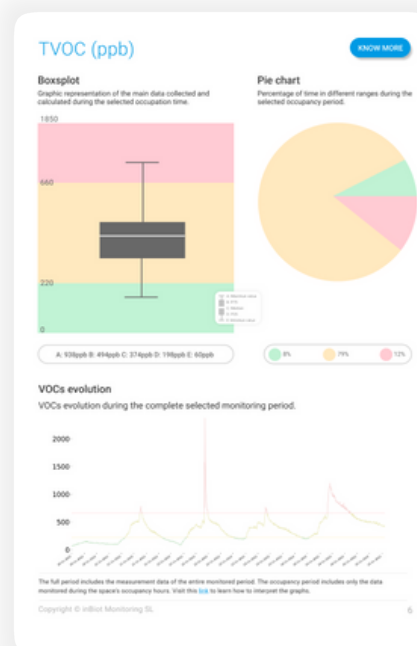 TVOC (ppb)
KNOW MORE
Boxsplot
Graphic representation of the main data collected and
calculated during the selected occupation time.
Pie chart
Percentage of time in different ranges during the
selected occupancy period.
1850
660
220
0
A: 938ppb B: 494ppb C: 374ppb D: 198ppb E: 60ppb
8%
79%
12%
VOCs evolution
VOCs evolution during the complete selected monitoring period.
2000
1500
1000
500
0
The full period includes the measurement data of the entire monitored period. The occupancy period includes only the data
monitored during the space's occupancy hours. Visit this link to learn how to interpret the graphs.
Copyright © inBiot Monitoring SL
6